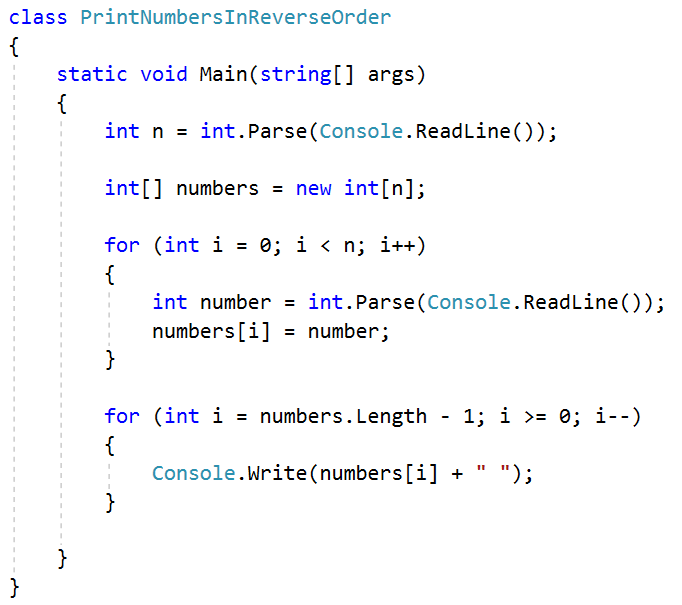 class PrintNumbersInReverseOrder
{
    static void Main(string[] args)
    {
        int n = int.Parse(Console.ReadLine());

        int[] numbers = new int[n];

        for (int i = 0; i < n; i++)
        {
            int number = int.Parse(Console.ReadLine());
            numbers[i] = number;
        }

        for (int i = numbers.Length - 1; i >= 0; i--)
        {
            Console.Write(numbers[i] + " ");
        }

    }
}